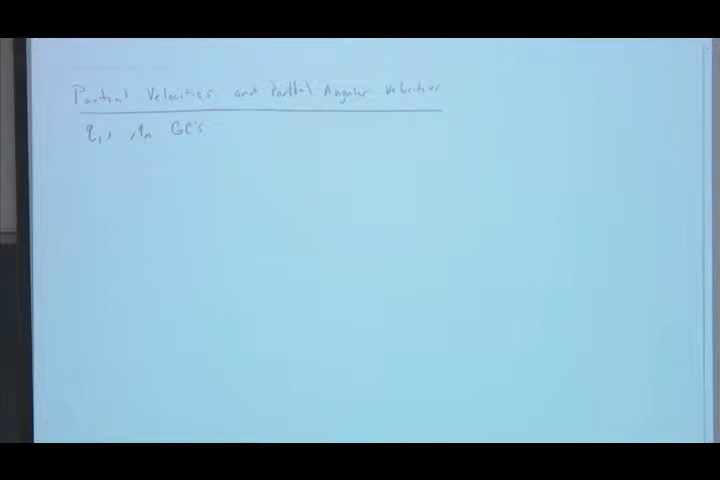 Partial Velocities and Partial Angular Velocities
q₁, ,qₙ GC's